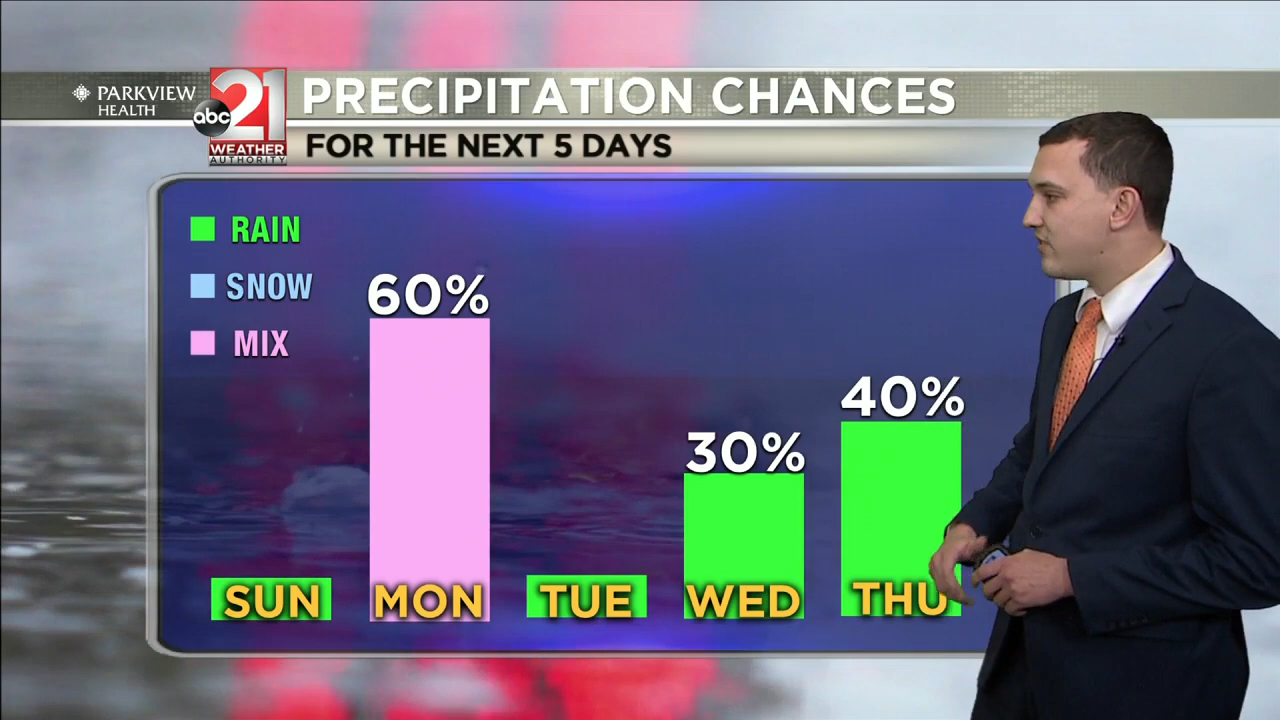 PARKVIEW
HEALTH
abc
21
WEATHER
AUTHORITY
PRECIPITATION CHANCES
FOR THE NEXT 5 DAYS
RAIN
SNOW
MIX
60%
30%
40%
SUN
MON
TUE
WED
THU